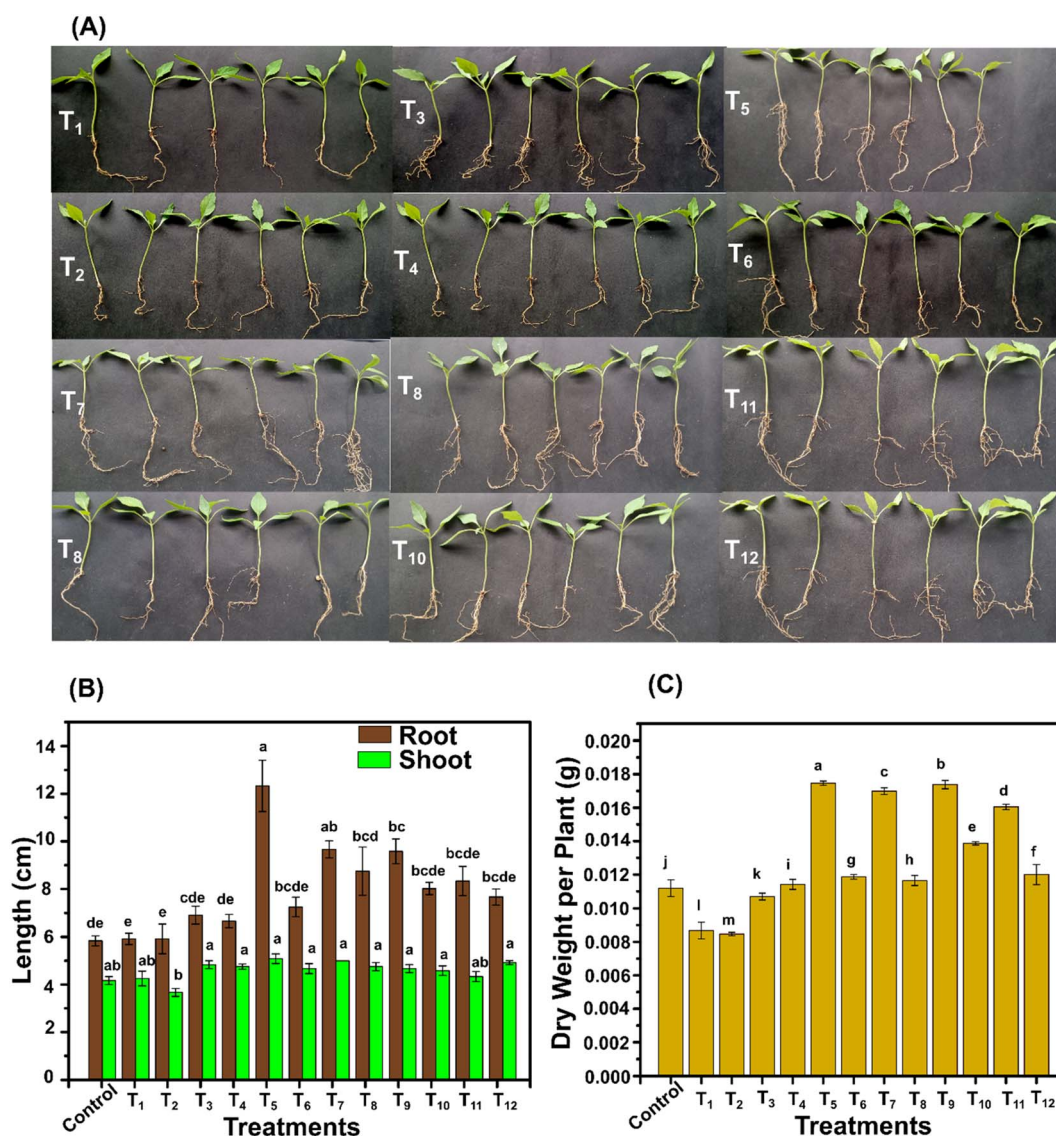 (A)
T1
T3
T5
T2
T4
T6
T7
T8
T11
T8
T10
T12
(B)
Root
Shoot
14
12
10
8
6
4
2
0
Length (cm)
de ab e ab e b cde a de a a a bcde a ab a bcd a bc a bcde a bcde ab bcde a
Control T1 T2 T3 T4 T5 T6 T7 T8 T9 T10 T11 T12
Treatments
(C)
0.020
0.018
0.016
0.014
0.012
0.010
0.008
0.006
0.004
0.002
0.000
Dry Weight per Plant (g)
j l m k i a g c h b e d f
Control T1 T2 T3 T4 T5 T6 T7 T8 T9 T10 T11 T12
Treatments